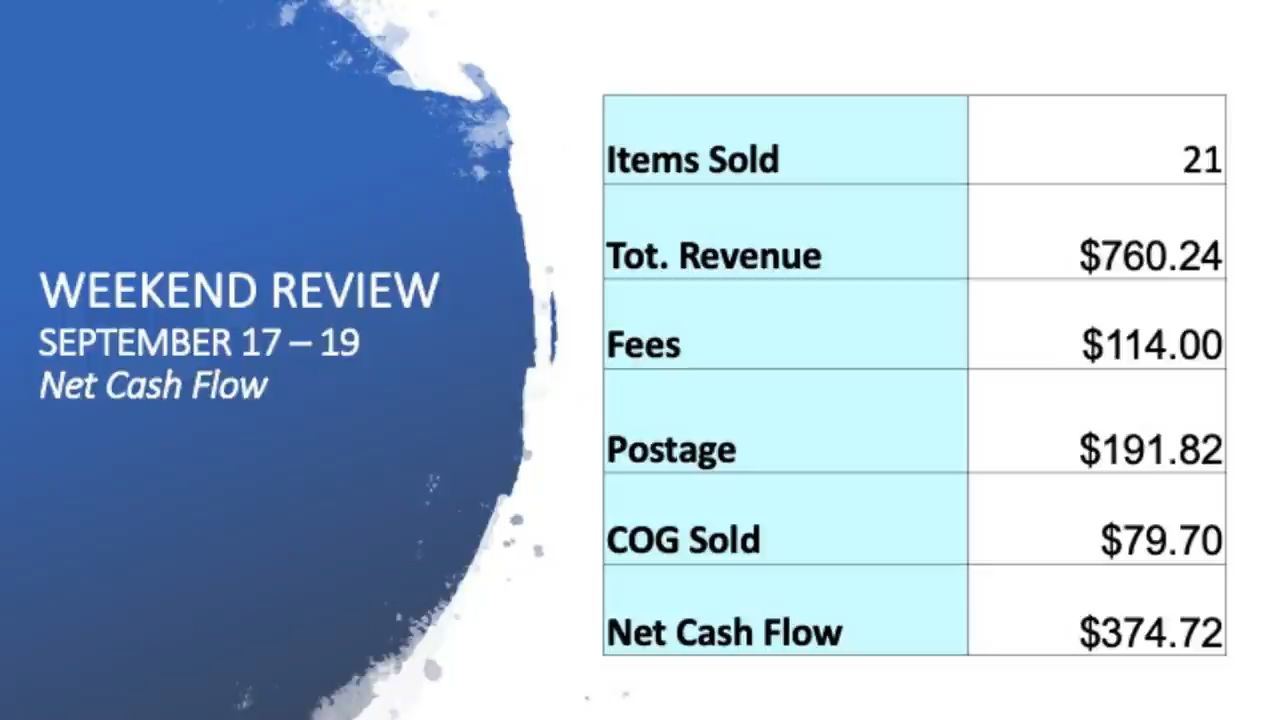 WEEKEND REVIEW
SEPTEMBER 17 – 19
Net Cash Flow
Items Sold 21
Tot. Revenue $760.24
Fees $114.00
Postage $191.82
COG Sold $79.70
Net Cash Flow $374.72